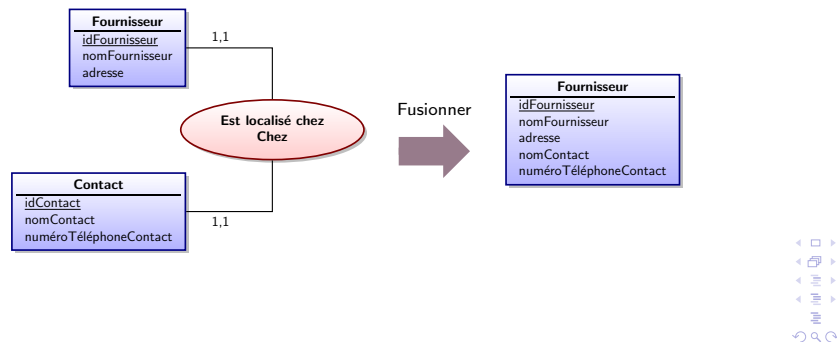 Fournisseur
idFournisseur
nomFournisseur
adresse
1,1
Est localisé chez
Chez
Contact
idContact
nomContact
numéroTéléphoneContact
1,1
Fusionner
Fournisseur
idFournisseur
nomFournisseur
adresse
nomContact
numéroTéléphoneContact